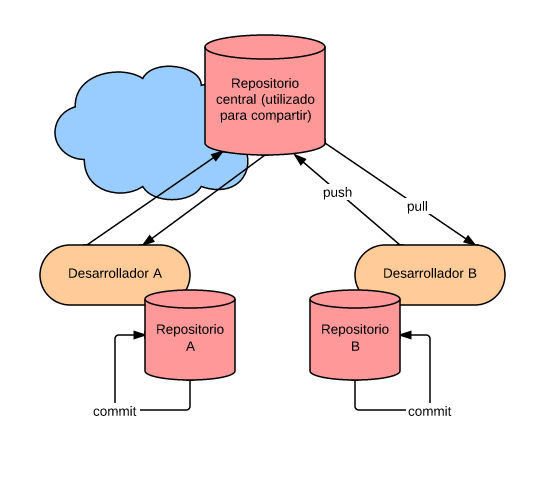 Repositorio
central (utilizado
para compartir)
push
pull
Desarrollador A
Desarrollador B
Repositorio
A
Repositorio
B
commit
commit